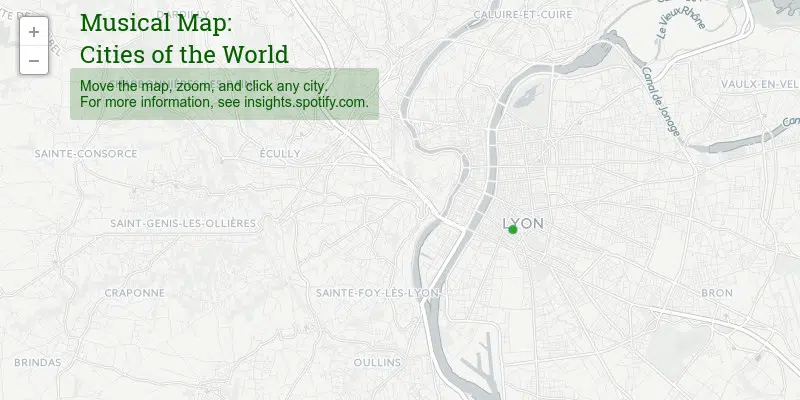 Musical Map:
Cities of the World
Move the map, zoom, and click any city.
For more information, see insights.spotify.com.
+
−
CALUIRE-ET-CUIRE
Le Vieux Rhône
Canal de Jonage
VAULX-EN-VEL
SAINTE-CONSORCE
ÉCULLY
SAINT-GENIS-LES-OLLIÈRES
LYON
CRAPONNE
SAINTE-FOY-LÈS-LYON
BRON
BRINDAS
OULLINS